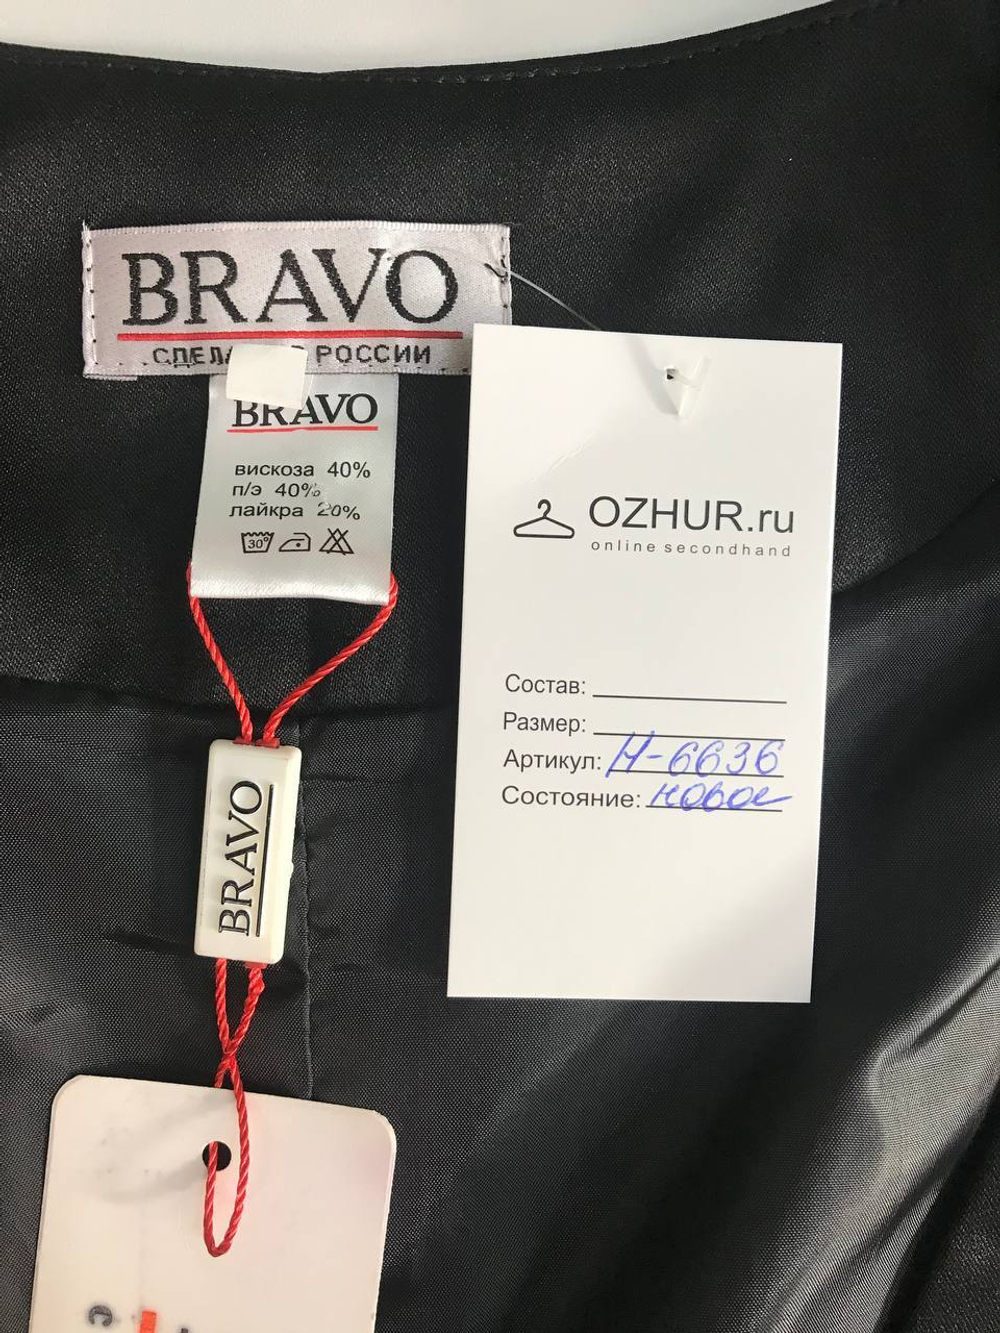 BRAVO
СДЕЛ РОССИИ
BRAVO
вискоза 40%
п/э 40%
лайкра 20%
30°
BRAVO
OZHUR.ru
online secondhand
Состав:
Размер:
Артикул: Н-6636
Состояние: новое
с